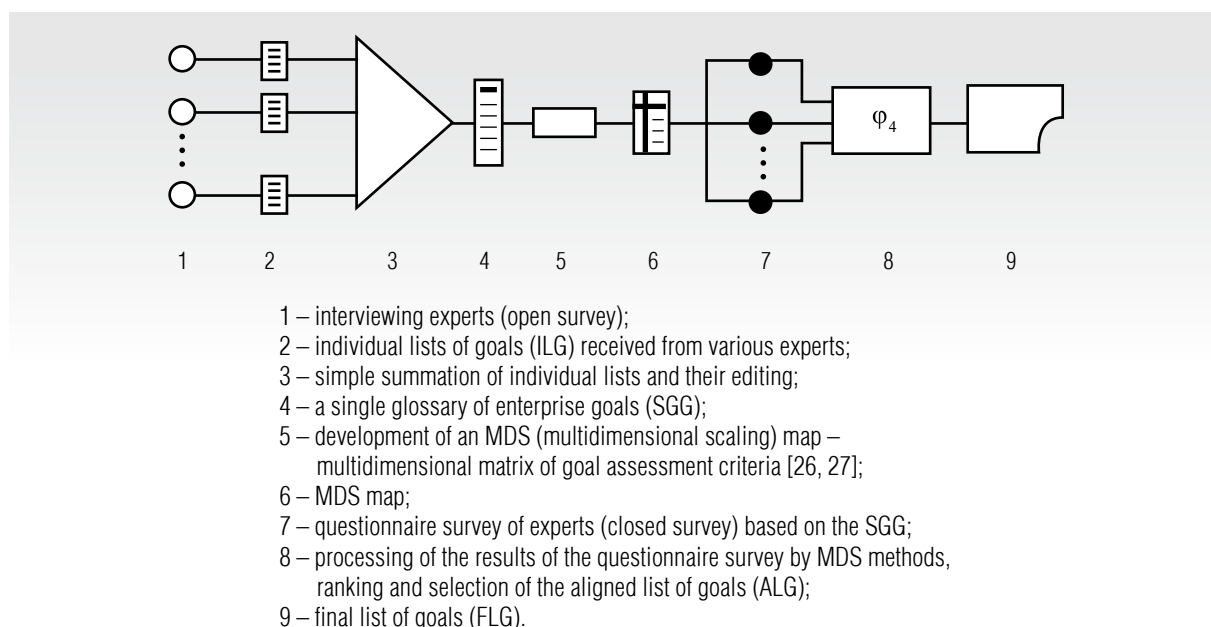 φ4
1 2 3 4 5 6 7 8 9
1 – interviewing experts (open survey);
2 – individual lists of goals (ILG) received from various experts;
3 – simple summation of individual lists and their editing;
4 – a single glossary of enterprise goals (SGG);
5 – development of an MDS (multidimensional scaling) map –
multidimensional matrix of goal assessment criteria [26, 27];
6 – MDS map;
7 – questionnaire survey of experts (closed survey) based on the SGG;
8 – processing of the results of the questionnaire survey by MDS methods,
ranking and selection of the aligned list of goals (ALG);
9 – final list of goals (FLG).